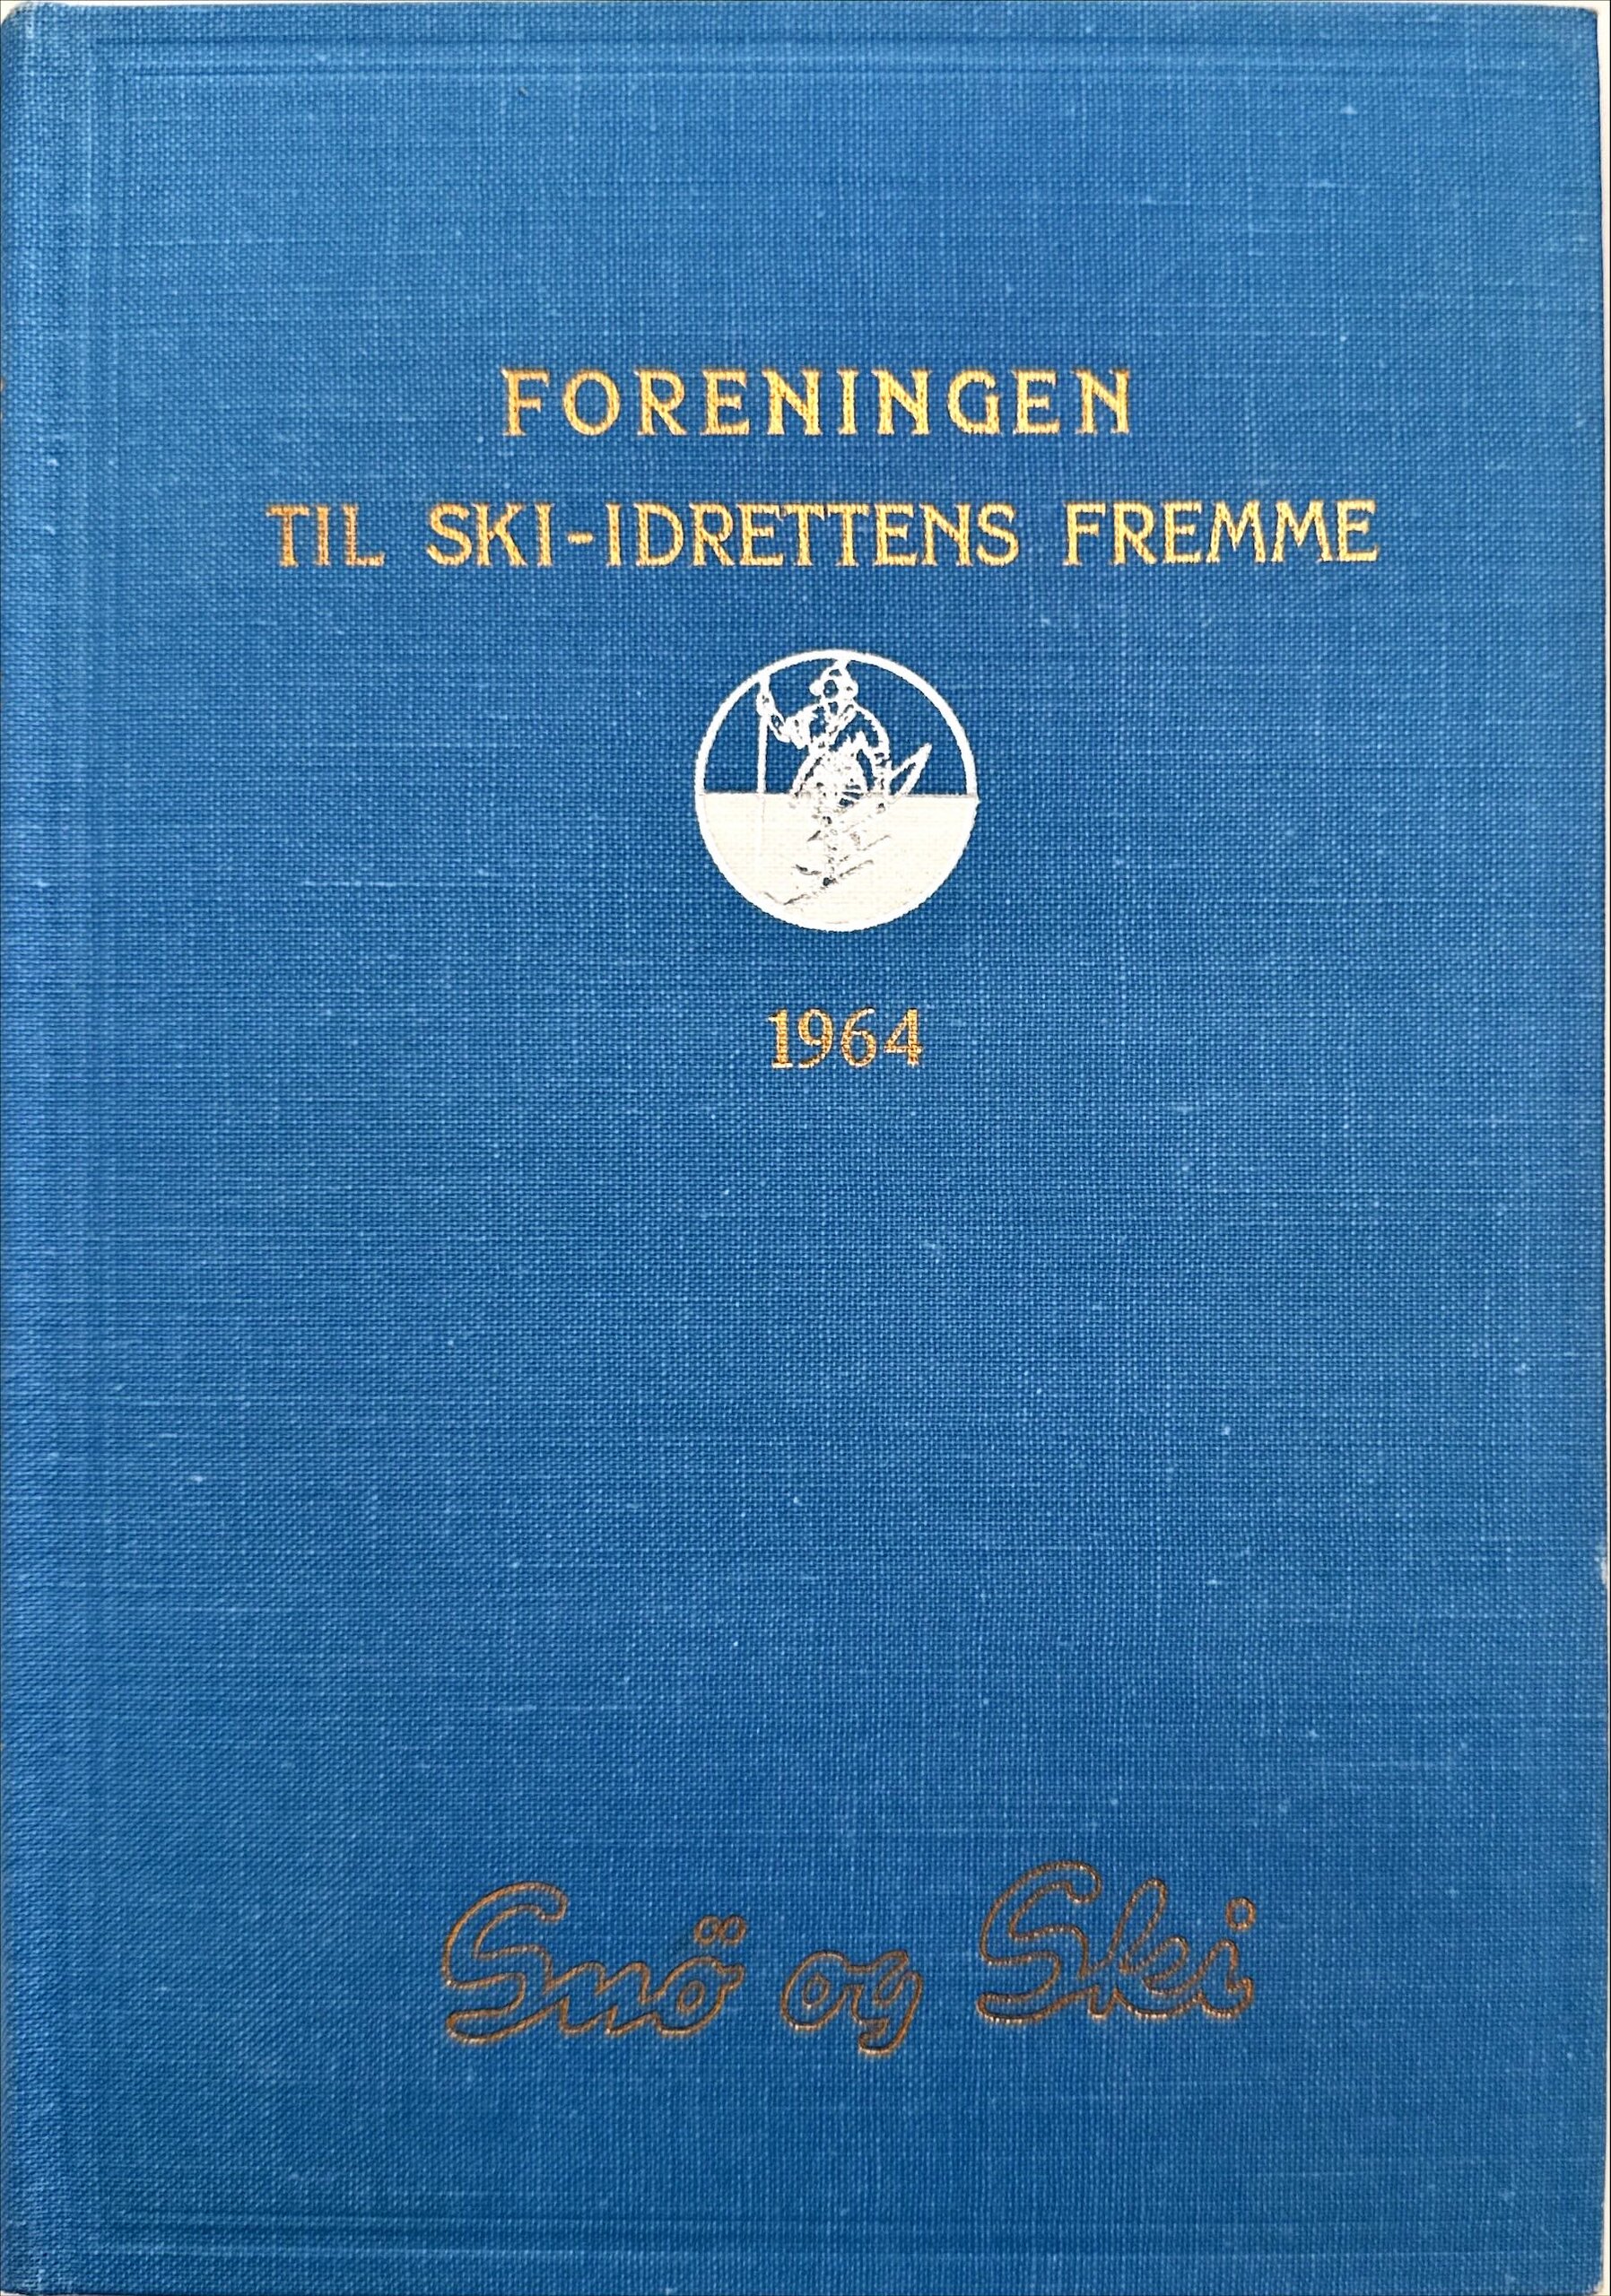 FORENINGEN
TIL SKI-IDRETTENS FREMME
1964
Snö og Ski